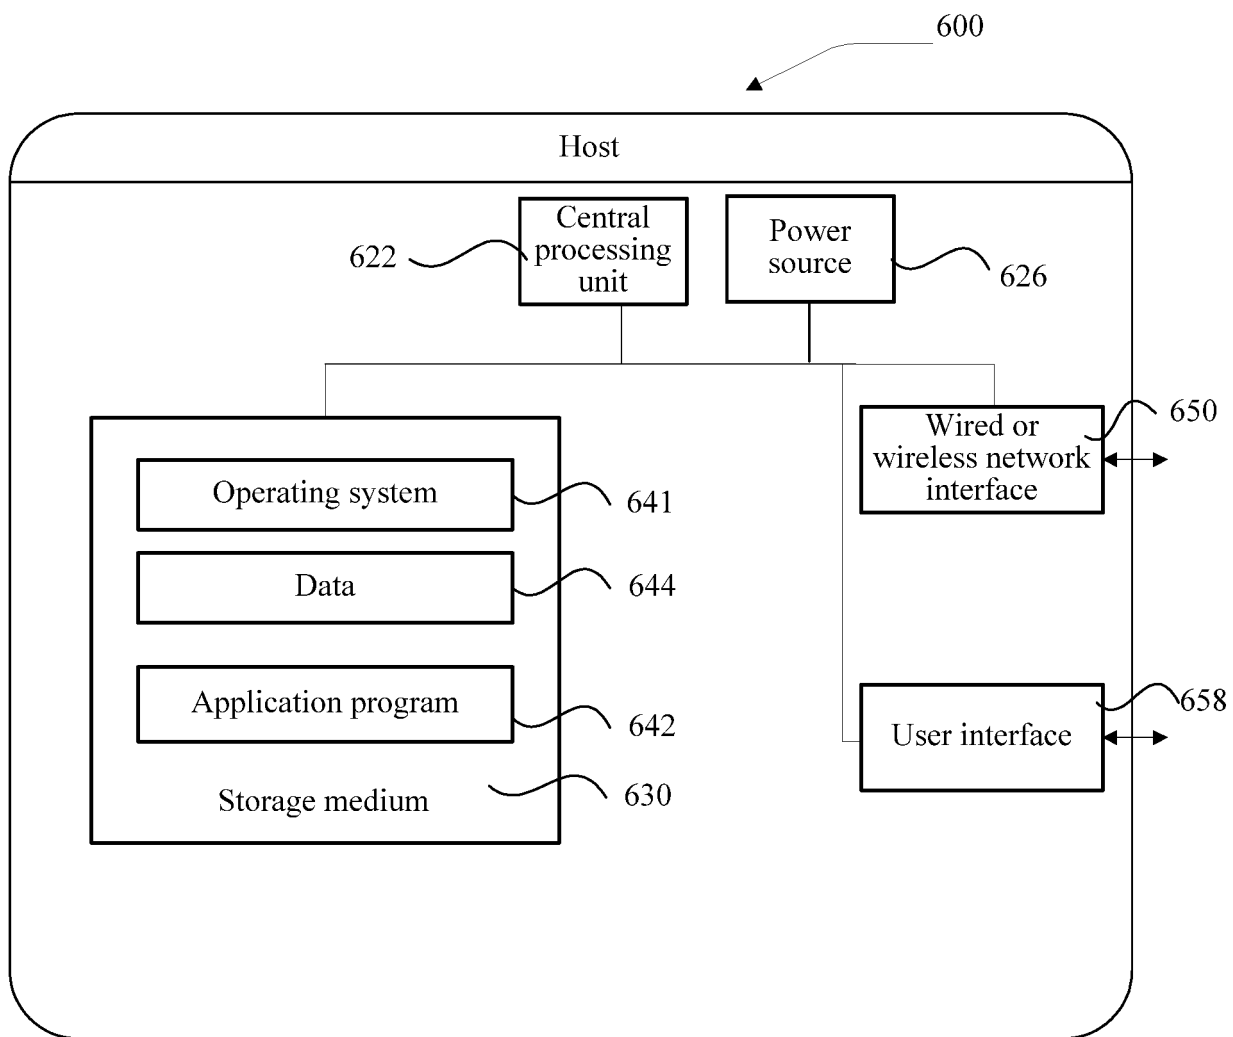 600
Host
Central
processing
unit
622
Power
source
626
Wired or
wireless network
interface
650
Operating system
641
Data
644
Application program
642
Storage medium
630
User interface
658